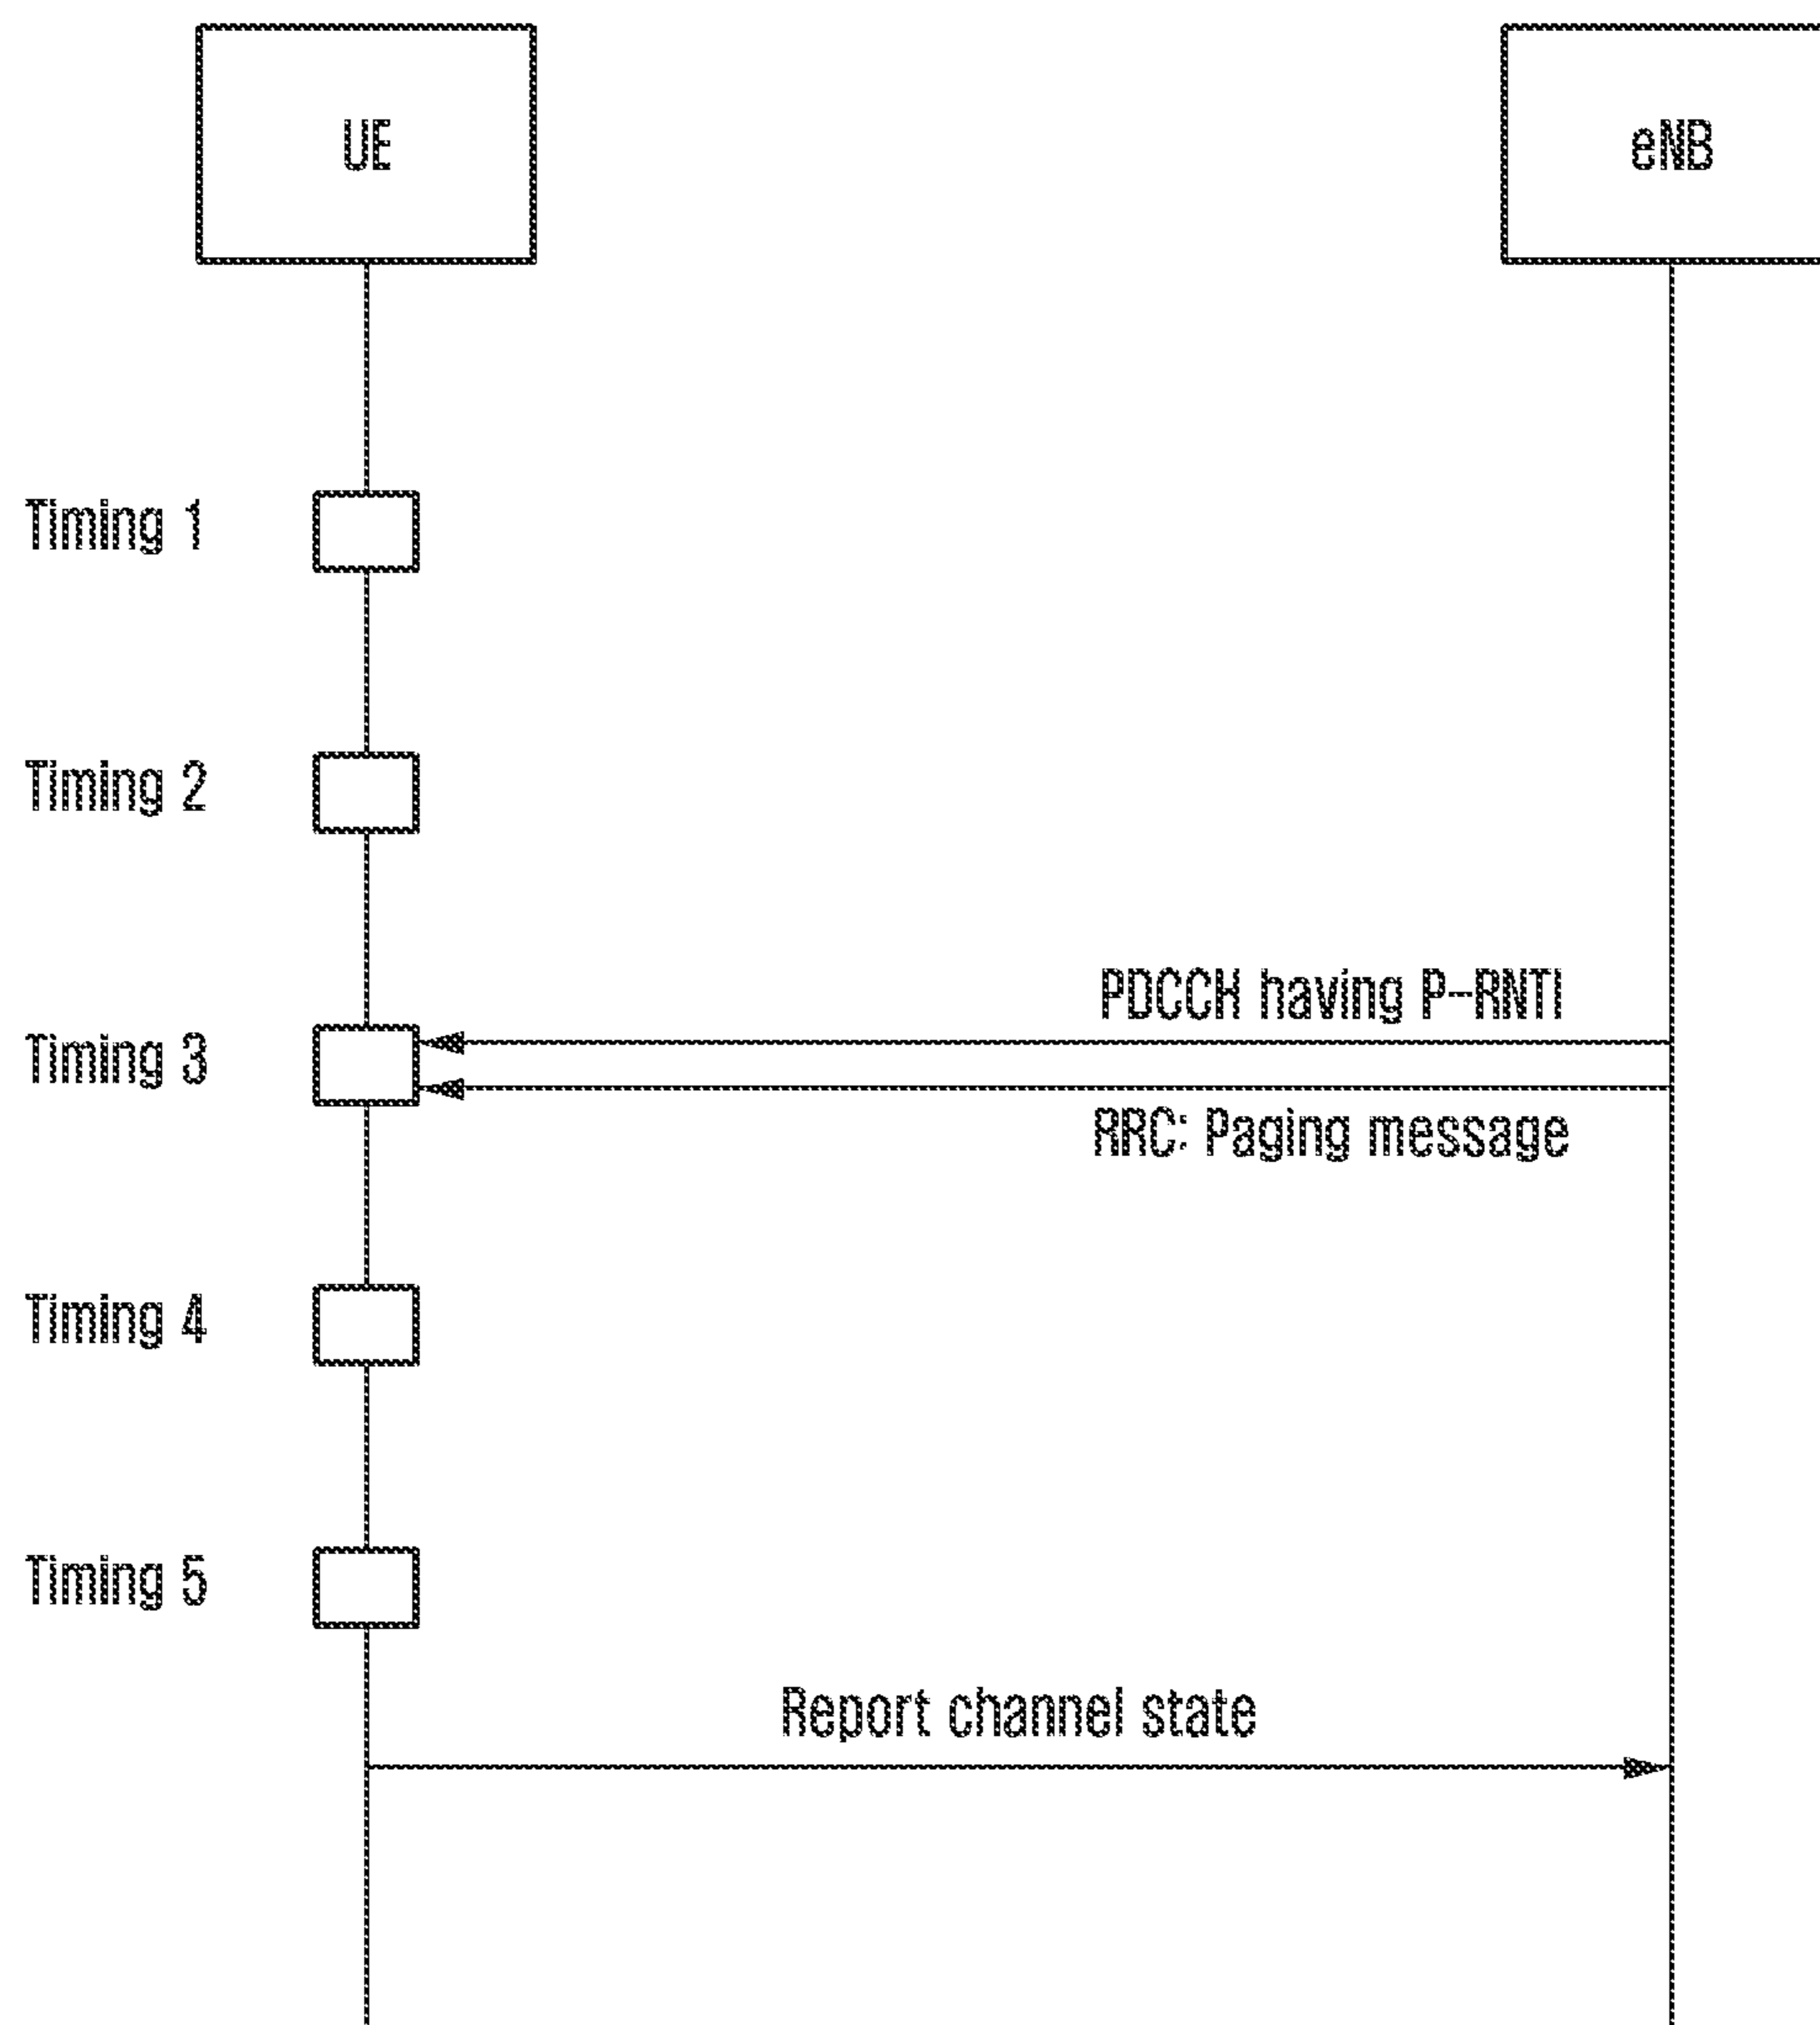 UE
eNB
Timing 1
Timing 2
PDCCH having P-RNTI
Timing 3
RRC: Paging message
Timing 4
Timing 5
Report channel state